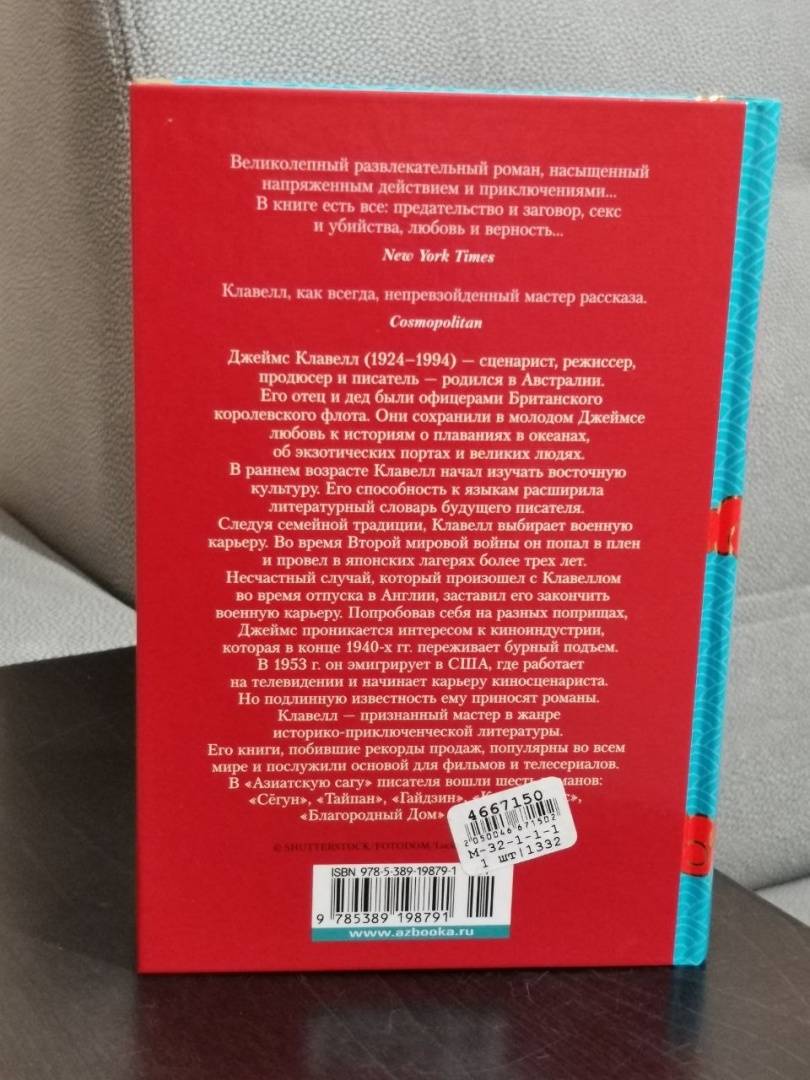 Великолепный развлекательный роман, насыщенный
напряженным действием и приключениями...
В книге есть все: предательство и заговор, секс
и убийства, любовь и верность...
New York Times
Клавелл, как всегда, непревзойденный мастер рассказа.
Cosmopolitan
Джеймс Клавелл (1924–1994) — сценарист, режиссер,
продюсер и писатель — родился в Австралии.
Его отец и дед были офицерами Британского
королевского флота. Они сохранили в молодом Джеймсе
любовь к историям о плаваниях в океанах,
об экзотических портах и великих людях.
В раннем возрасте Клавелл начал изучать восточную
культуру. Его способность к языкам расширила
литературный словарь будущего писателя.
Следуя семейной традиции, Клавелл выбирает военную
карьеру. Во время Второй мировой войны он попал в плен
и провел в японских лагерях более трех лет.
Несчастный случай, который произошел с Клавеллом
во время отпуска в Англии, заставил его закончить
военную карьеру. Попробовав себя на разных поприщах,
Джеймс проникается интересом к киноиндустрии,
которая в конце 1940-х гг. переживает бурный подъем.
В 1953 г. он эмигрирует в США, где работает
на телевидении и начинает карьеру киносценариста.
Но подлинную известность ему приносят романы.
Клавелл — признанный мастер в жанре
историко-приключенческой литературы.
Его книги, побившие рекорды продаж, популярны во всем
мире и послужили основой для фильмов и телесериалов.
В «Азиатскую сагу» писателя вошли шесть романов:
«Сёгун», «Тайпан», «Гайдзин»,
«Благородный Дом»
4667150
2050046671502
М-32-1-1-1
1 шт|1332
© SHUTTERSTOCK/FOTODOM/
ISBN 978-5-389-19879-1
9 785389 198791
www.azbooka.ru